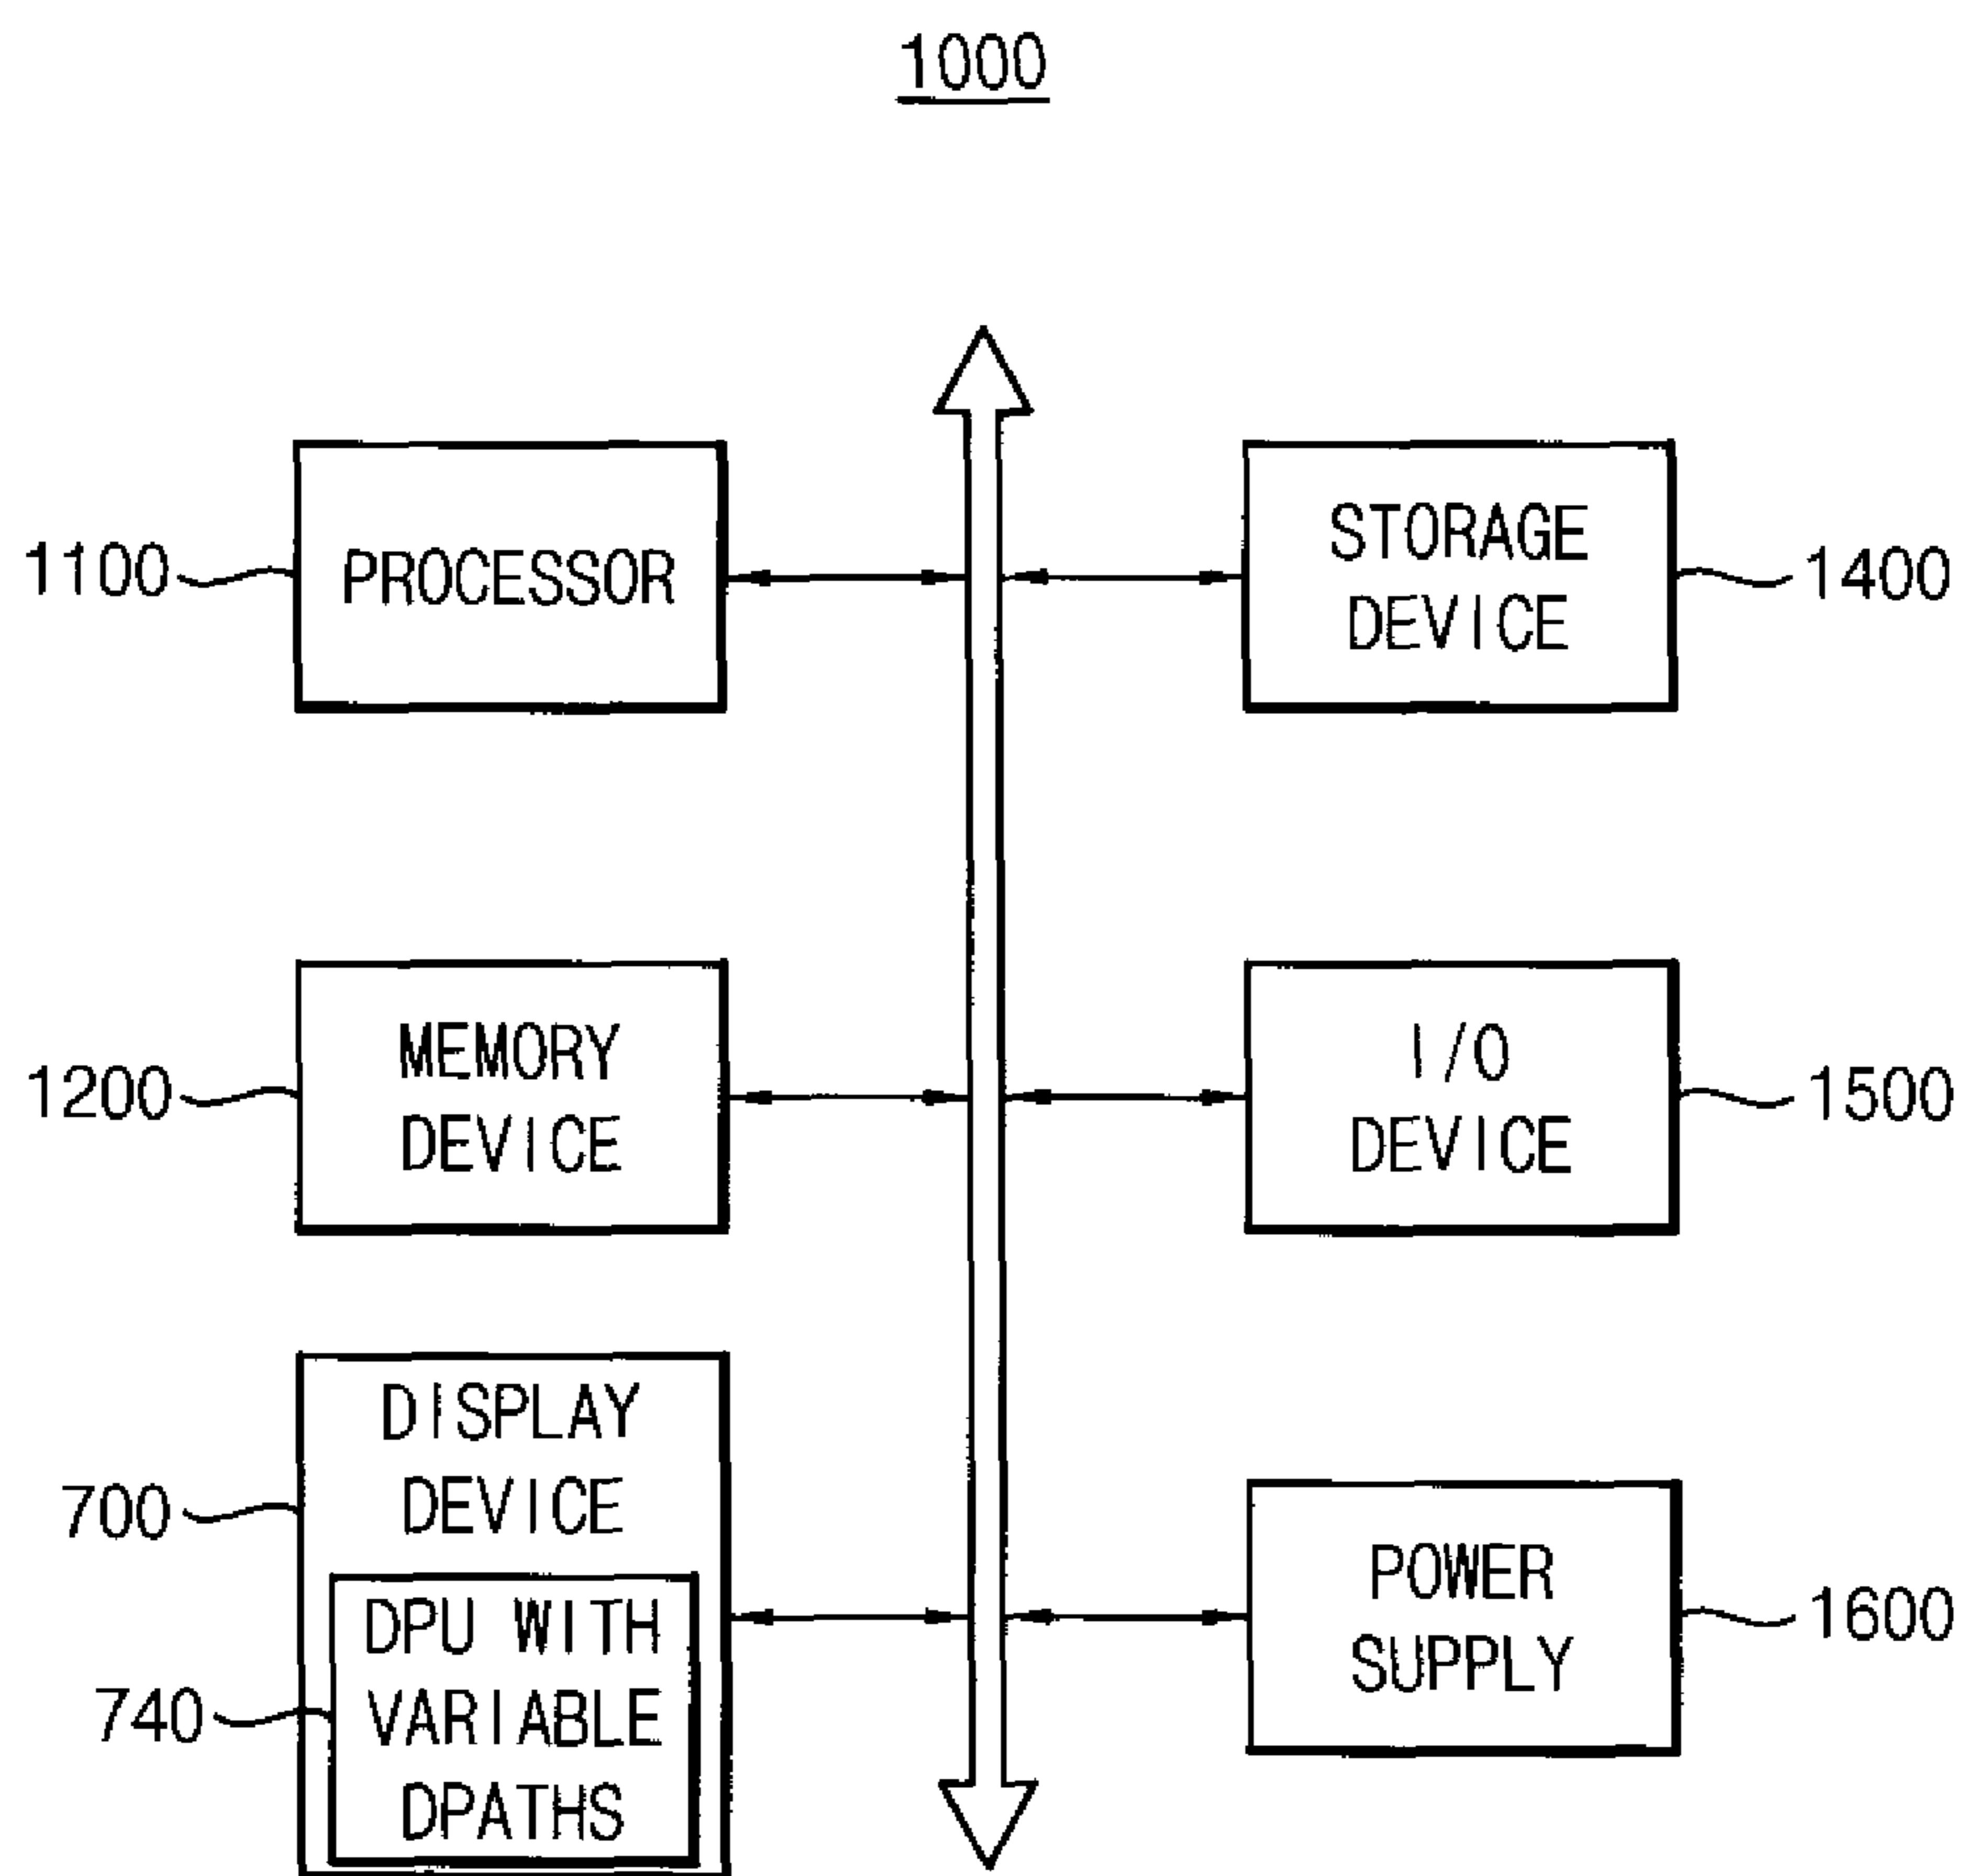 1000
1100
PROCESSOR
STORAGE
DEVICE
1400
1200
MEMORY
DEVICE
I/O
DEVICE
1500
700
DISPLAY
DEVICE
740
DPU WITH
VARIABLE
DPATHS
POWER
SUPPLY
1600